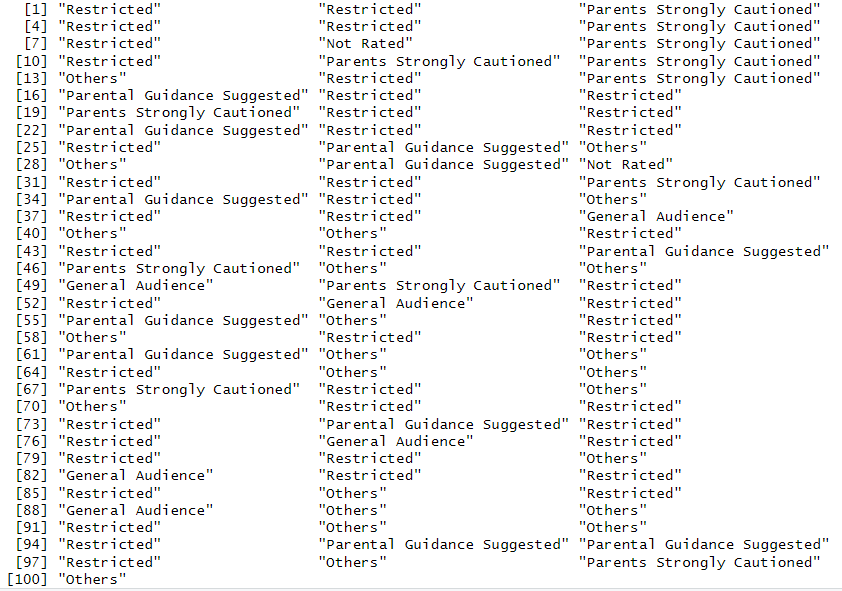 [1] "Restricted" "Restricted" "Parents Strongly Cautioned"
[4] "Restricted" "Restricted" "Parents Strongly Cautioned"
[7] "Restricted" "Not Rated" "Parents Strongly Cautioned"
[10] "Restricted" "Parents Strongly Cautioned" "Parents Strongly Cautioned"
[13] "Others" "Restricted" "Parents Strongly Cautioned"
[16] "Parental Guidance Suggested" "Restricted" "Restricted"
[19] "Parents Strongly Cautioned" "Restricted" "Restricted"
[22] "Parental Guidance Suggested" "Restricted" "Restricted"
[25] "Restricted" "Parental Guidance Suggested" "Others"
[28] "Others" "Parental Guidance Suggested" "Not Rated"
[31] "Restricted" "Restricted" "Parents Strongly Cautioned"
[34] "Parental Guidance Suggested" "Restricted" "Others"
[37] "Restricted" "Restricted" "General Audience"
[40] "Others" "Others" "Restricted"
[43] "Restricted" "Restricted" "Parental Guidance Suggested"
[46] "Parents Strongly Cautioned" "Others" "Others"
[49] "General Audience" "Parents Strongly Cautioned" "Restricted"
[52] "Restricted" "General Audience" "Restricted"
[55] "Parental Guidance Suggested" "Others" "Restricted"
[58] "Others" "Restricted" "Restricted"
[61] "Parental Guidance Suggested" "Others" "Others"
[64] "Restricted" "Others" "Others"
[67] "Parents Strongly Cautioned" "Restricted" "Others"
[70] "Others" "Restricted" "Restricted"
[73] "Restricted" "Parental Guidance Suggested" "Restricted"
[76] "Restricted" "General Audience" "Restricted"
[79] "Restricted" "Restricted" "Others"
[82] "General Audience" "Restricted" "Restricted"
[85] "Restricted" "Others" "Restricted"
[88] "General Audience" "Others" "Others"
[91] "Restricted" "Others" "Others"
[94] "Restricted" "Parental Guidance Suggested" "Parental Guidance Suggested"
[97] "Restricted" "Others" "Parents Strongly Cautioned"
[100] "Others"